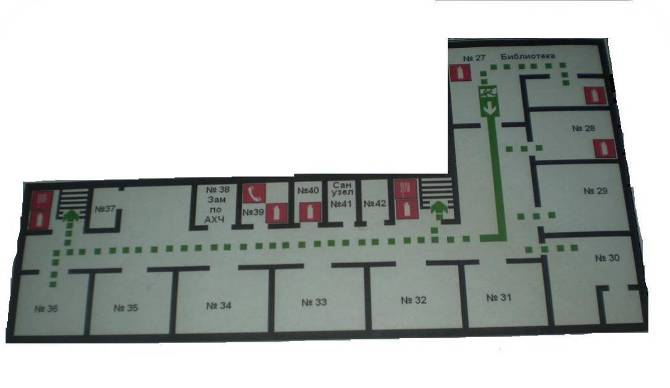 № 27 Библиотека
№ 28
№ 29
№ 30
№37
№ 38
Зам
по
АХЧ
№39
№40
Сан
узел
№41
№42
№ 36
№ 35
№ 34
№ 33
№ 32
№ 31